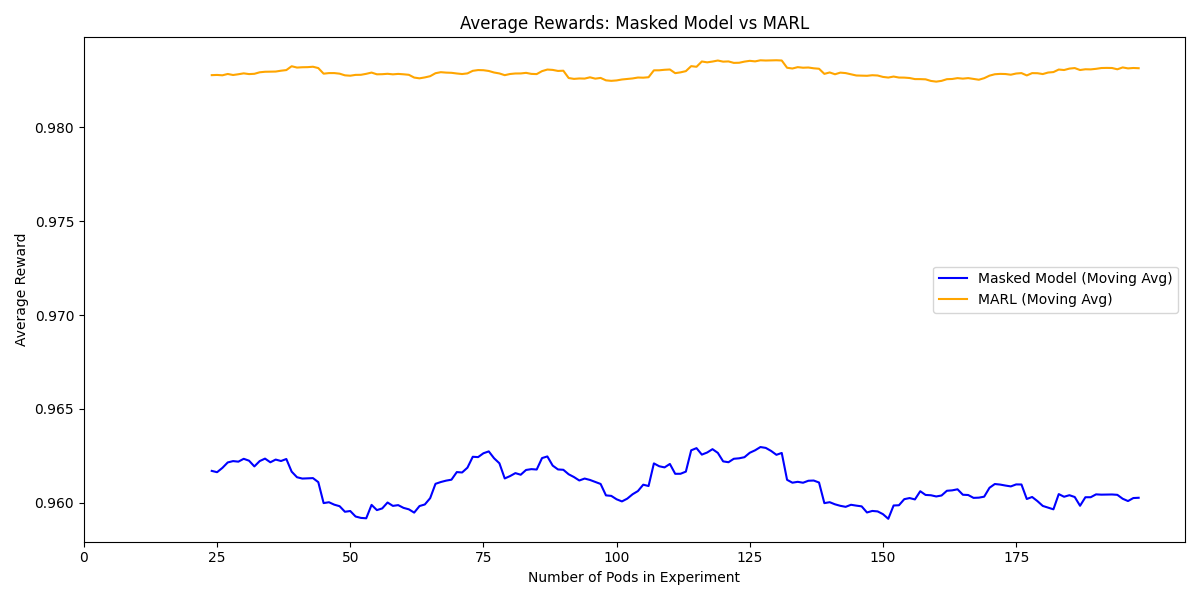 Average Rewards: Masked Model vs MARL
Average Reward
0.980
0.975
0.970
0.965
0.960
Masked Model (Moving Avg)
MARL (Moving Avg)
0 25 50 75 100 125 150 175
Number of Pods in Experiment